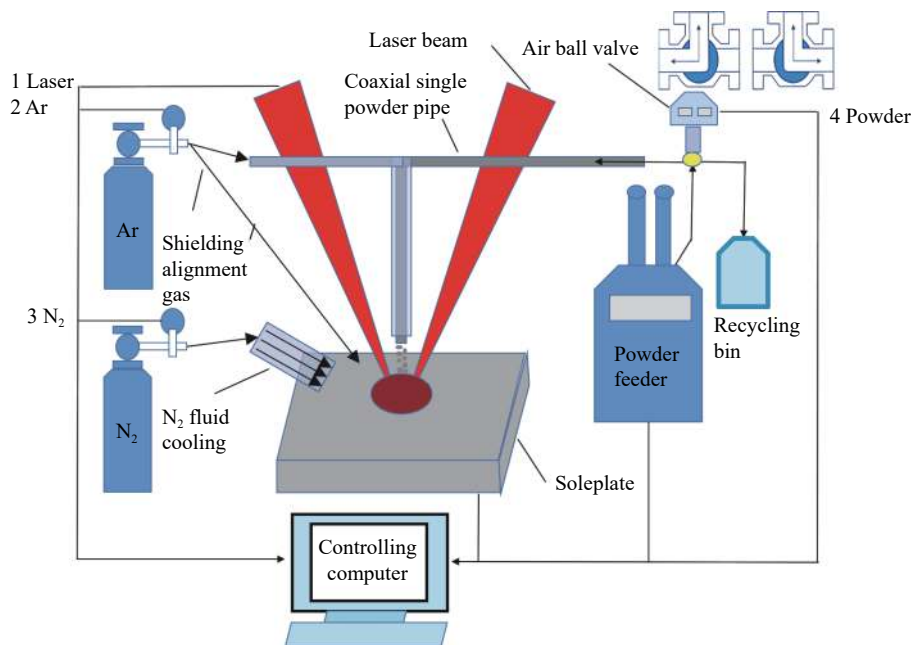 Laser beam
Air ball valve
1 Laser
Coaxial single
powder pipe
2 Ar
4 Powder
Ar
Shielding
alignment
gas
3 N₂
Recycling
bin
Powder
feeder
N₂
N₂ fluid
cooling
Soleplate
Controlling
computer